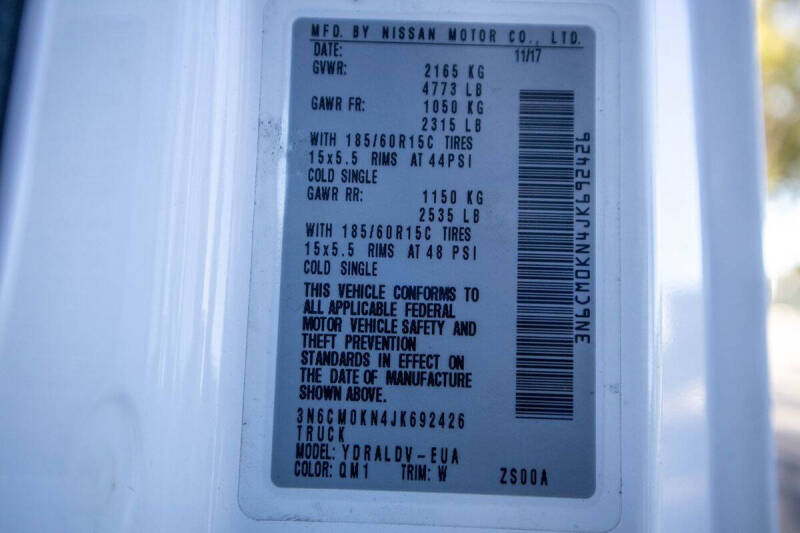 MFD. BY NISSAN MOTOR CO., LTD.
DATE: 11/17
GVWR: 2165 KG
4773 LB
GAWR FR: 1050 KG
2315 LB
WITH 185/60R15C TIRES
15x5.5 RIMS AT 44PSI
COLD SINGLE
GAWR RR: 1150 KG
2535 LB
WITH 185/60R15C TIRES
15x5.5 RIMS AT 48 PSI
COLD SINGLE
THIS VEHICLE CONFORMS TO
ALL APPLICABLE FEDERAL
MOTOR VEHICLE SAFETY AND
THEFT PREVENTION
STANDARDS IN EFFECT ON
THE DATE OF MANUFACTURE
SHOWN ABOVE.
3N6CM0KN4JK692426
TRUCK
MODEL: YDRALDV-EUA
COLOR: QM1 TRIM: W ZS00A
3N6CM0KN4JK692426